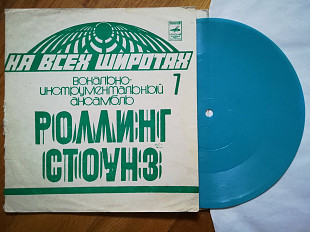 НА ВСЕХ ШИРОТАХ
ВОКАЛЬНО-
ИНСТРУМЕНТАЛЬНЫЙ
АНСАМБЛЬ
7
РОЛЛИНГ
СТОУНЗ